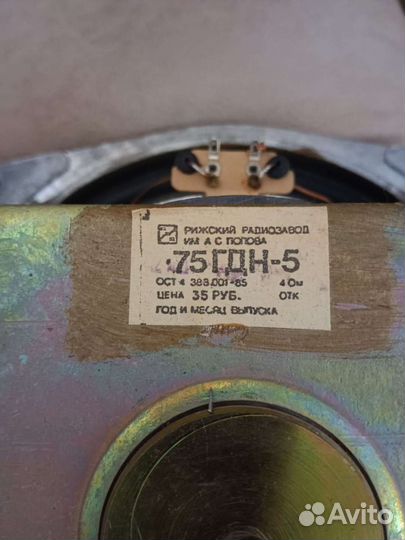 РИЖСКИЙ РАДИОЗАВОД
ИМ. А С ПОПОВА
75ГДН-5
ОСТ 4 383.001-85 4 Ом
ЦЕНА 35 РУБ. ОТК
ГОД И МЕСЯЦ ВЫПУСКА
Avito